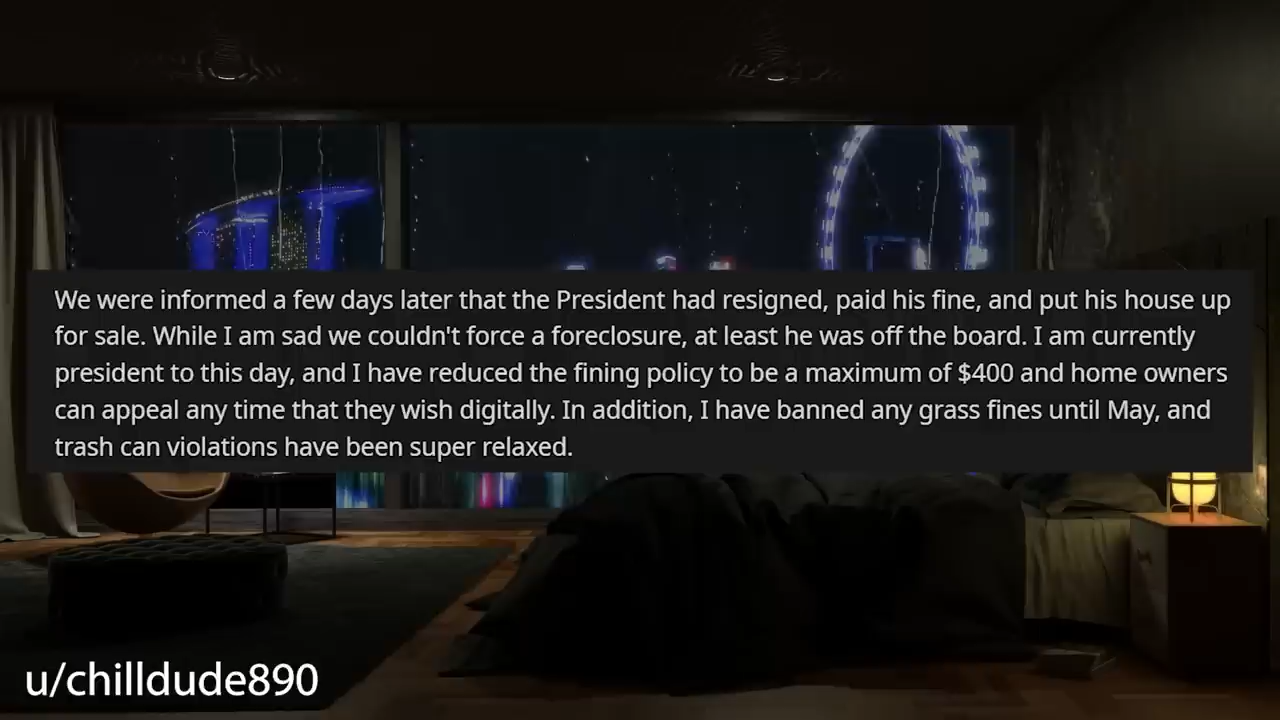 We were informed a few days later that the President had resigned, paid his fine, and put his house up
for sale. While I am sad we couldn't force a foreclosure, at least he was off the board. I am currently
president to this day, and I have reduced the fining policy to be a maximum of $400 and home owners
can appeal any time that they wish digitally. In addition, I have banned any grass fines until May, and
trash can violations have been super relaxed.
u/chilldude890